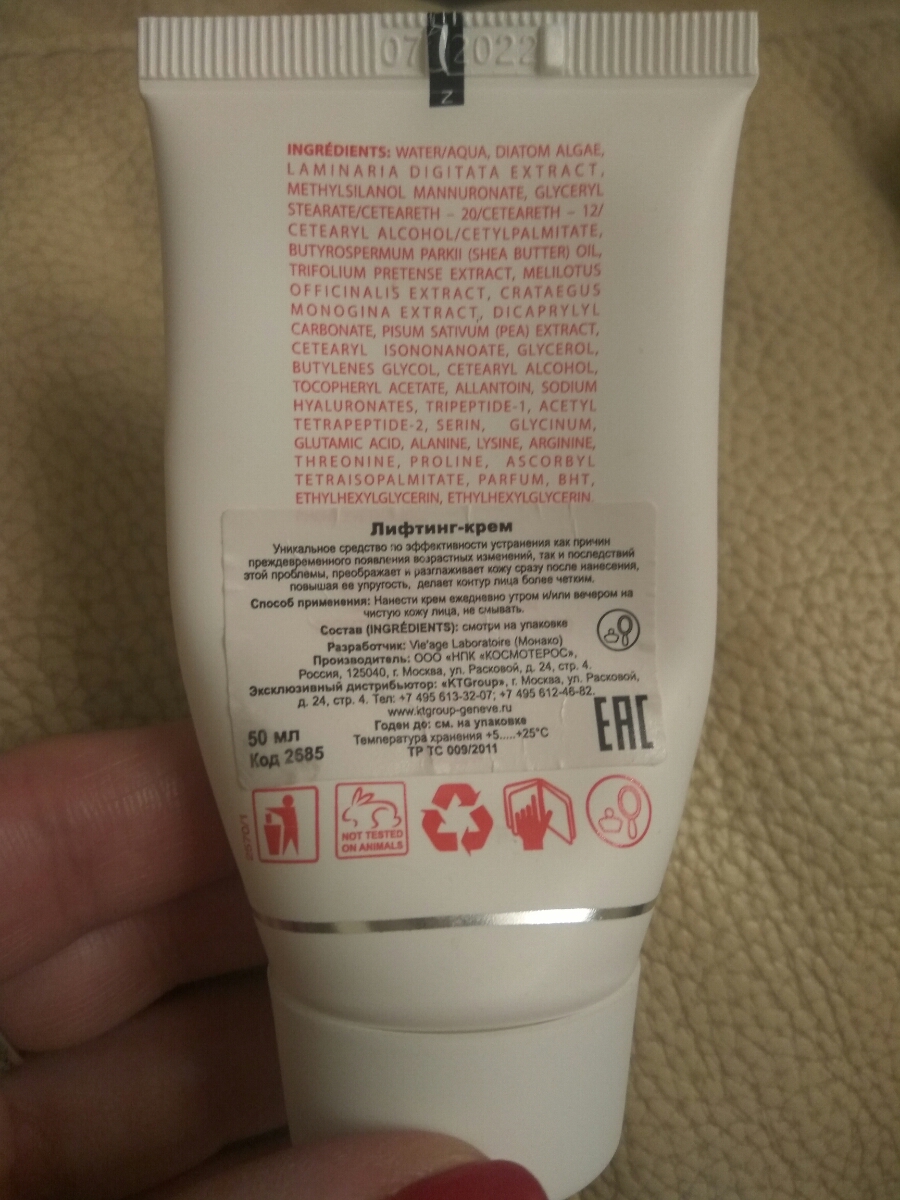 07 2022
Z
INGRÉDIENTS: WATER/AQUA, DIATOM ALGAE,
LAMINARIA DIGITATA EXTRACT,
METHYLSILANOL MANNURONATE, GLYCERYL
STEARATE/CETEARETH – 20/CETEARETH – 12/
CETEARYL ALCOHOL/CETYLPALMITATE,
BUTYROSPERMUM PARKII (SHEA BUTTER) OIL,
TRIFOLIUM PRETENSE EXTRACT, MELILOTUS
OFFICINALIS EXTRACT, CRATAEGUS
MONOGINA EXTRACT,, DICAPRYLYL
CARBONATE, PISUM SATIVUM (PEA) EXTRACT,
CETEARYL ISONONANOATE, GLYCEROL,
BUTYLENES GLYCOL, CETEARYL ALCOHOL,
TOCOPHERYL ACETATE, ALLANTOIN, SODIUM
HYALURONATES, TRIPEPTIDE-1, ACETYL
TETRAPEPTIDE-2, SERIN, GLYCINUM,
GLUTAMIC ACID, ALANINE, LYSINE, ARGININE,
THREONINE, PROLINE, ASCORBYL
TETRAISOPALMITATE, PARFUM, BHT,
ETHYLHEXYLGLYCERIN, ETHYLHEXYLGLYCERIN.
Лифтинг-крем
Уникальное средство по эффективности устранения как причин
преждевременного появления возрастных изменений, так и последствий
этой проблемы, преображает и разглаживает кожу сразу после нанесения,
повышая ее упругость, делает контур лица более четким.
Способ применения: Нанести крем ежедневно утром и/или вечером на
чистую кожу лица, не смывать.
Состав (INGRÉDIENTS): смотри на упаковке
Разработчик: Vie'age Laboratoire (Монако)
Производитель: ООО «НПК «КОСМОТЕРОС»,
Россия, 125040, г. Москва, ул. Расковой, д. 24, стр. 4.
Эксклюзивный дистрибьютор: «KTGroup», г. Москва, ул. Расковой,
д. 24, стр. 4. Тел: +7 495 613-32-07; +7 495 612-46-82.
www.ktgroup-geneve.ru
Годен до: см. на упаковке
Температура хранения +5.....+25°C
ТР ТС 009/2011
50 мл
Код 2685
EAC
2570/1
NOT TESTED
ON ANIMALS